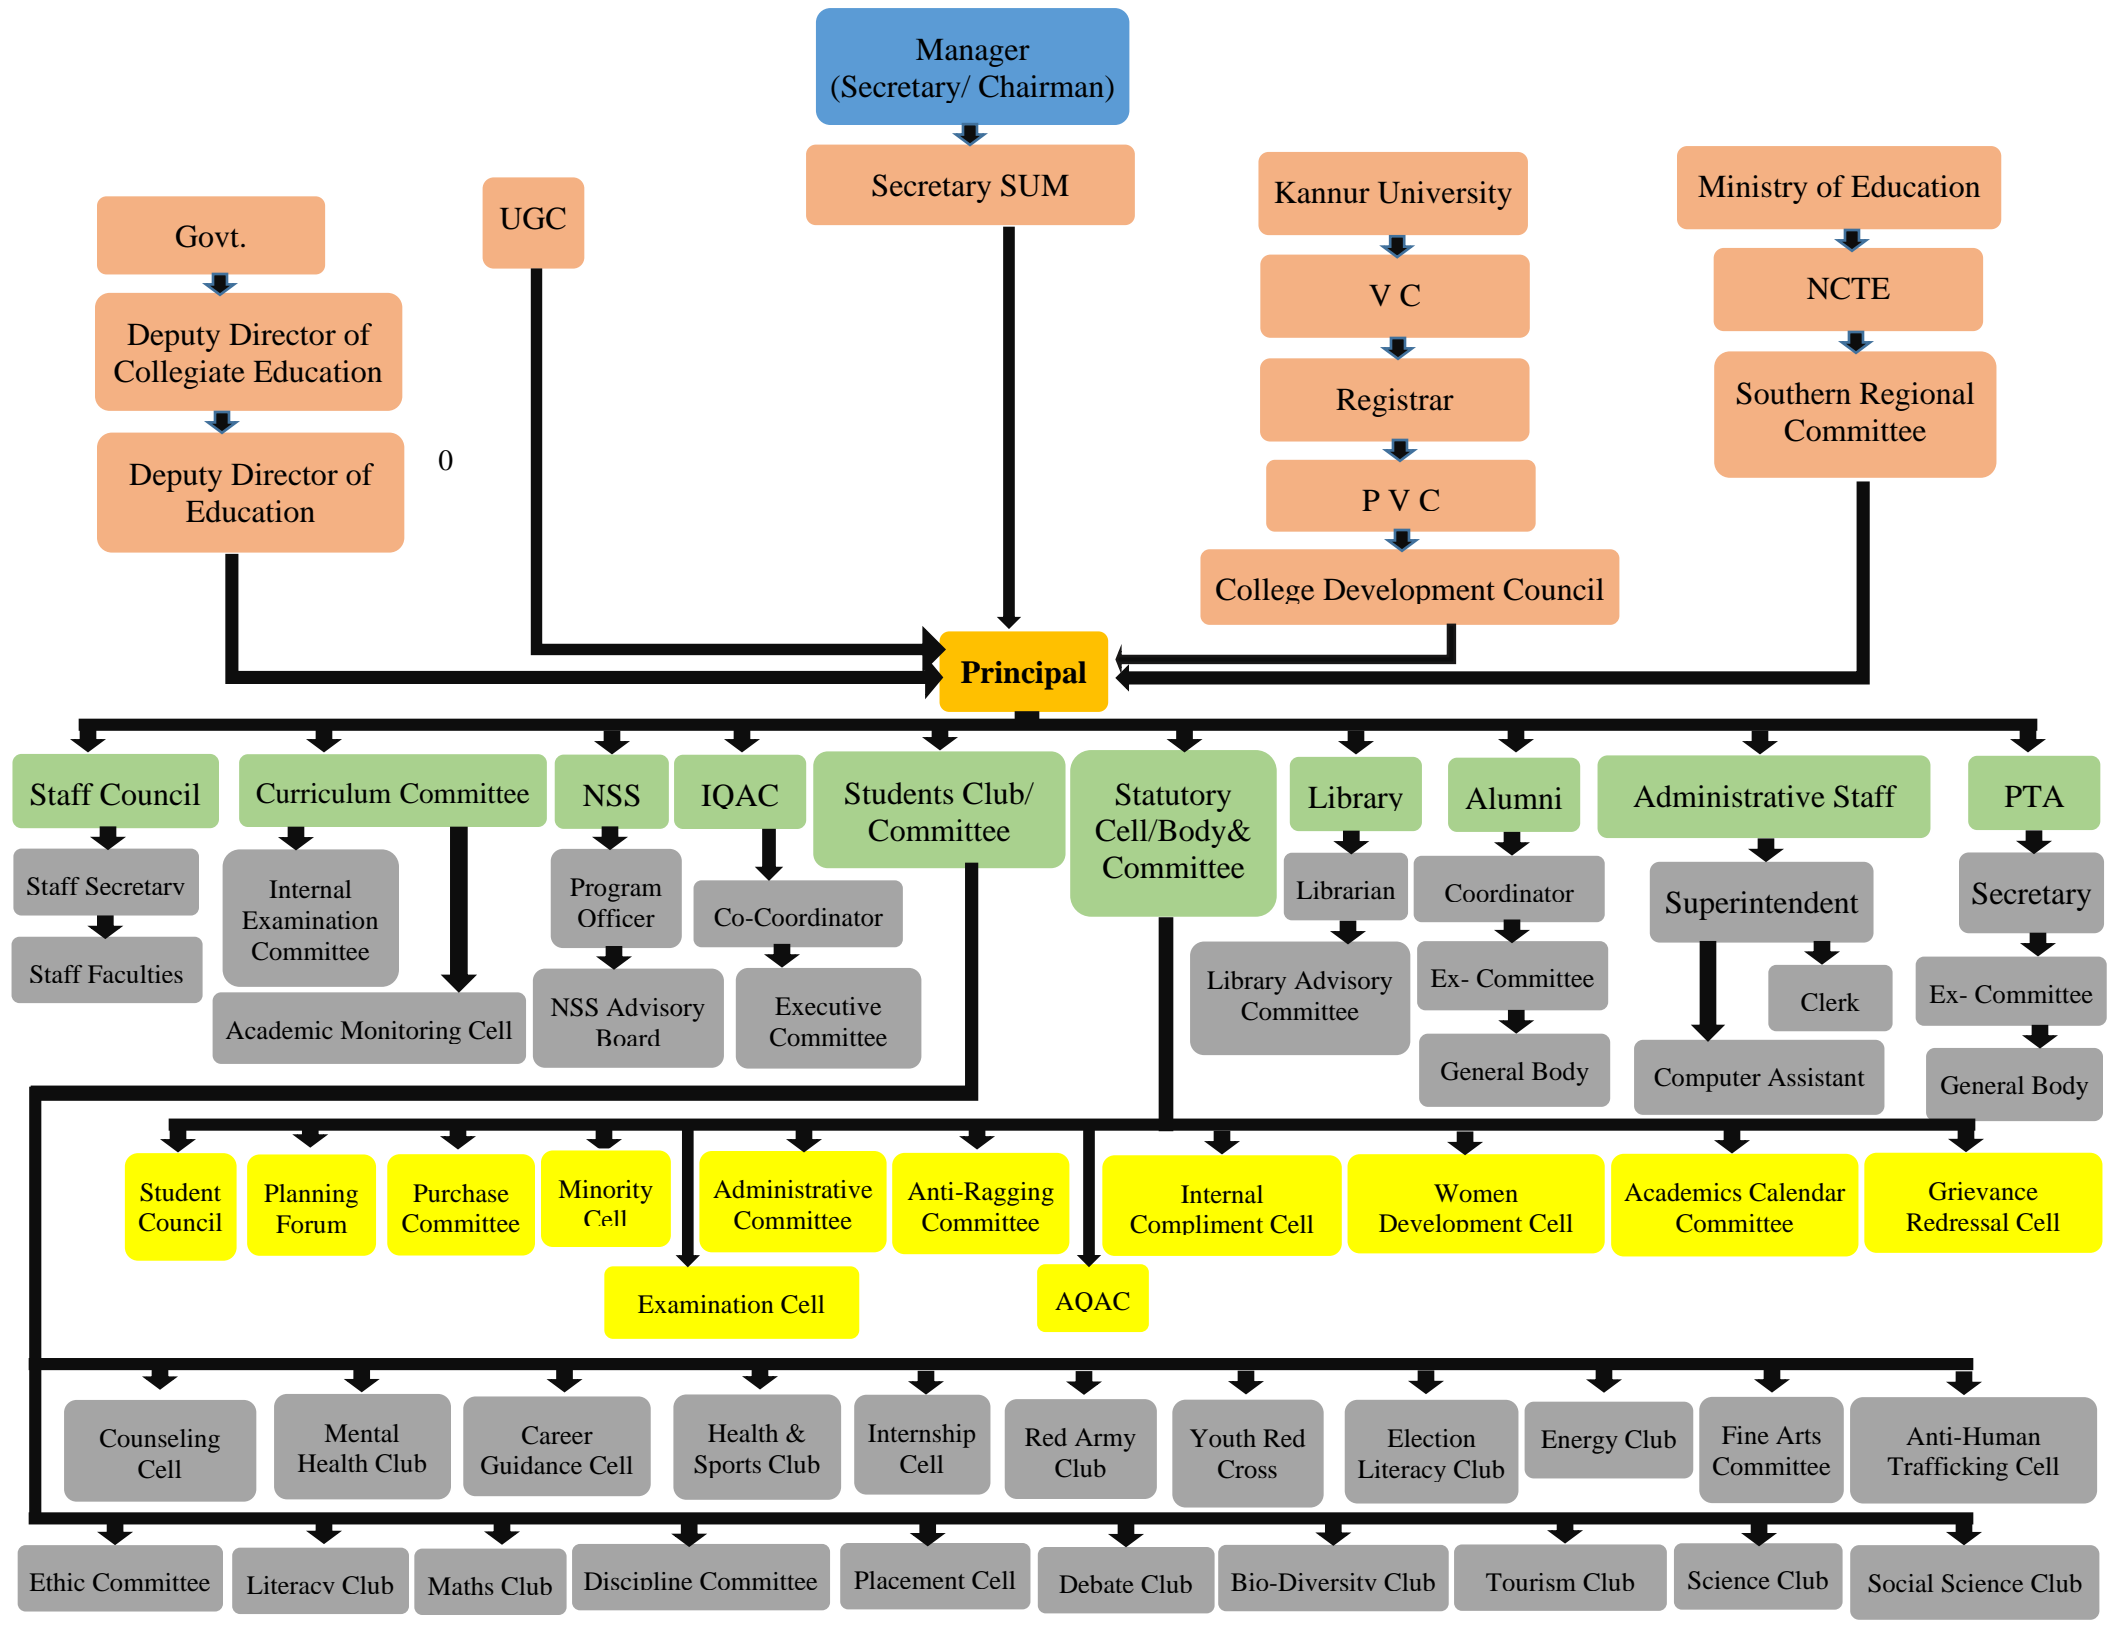 Manager
(Secretary/ Chairman)
Secretary SUM
Kannur University
Ministry of Education
UGC
Govt.
V C
NCTE
Deputy Director of
Collegiate Education
Registrar
Southern Regional
Committee
Deputy Director of
Education
0
P V C
College Development Council
Principal
Staff Council
Curriculum Committee
NSS
IQAC
Students Club/
Committee
Statutory
Cell/Body&
Committee
Library
Alumni
Administrative Staff
PTA
Staff Secretary
Internal
Examination
Committee
Program
Officer
Co-Coordinator
Librarian
Coordinator
Superintendent
Secretary
Staff Faculties
Academic Monitoring Cell
NSS Advisory
Board
Executive
Committee
Library Advisory
Committee
Ex- Committee
Clerk
Ex- Committee
General Body
Computer Assistant
General Body
Student
Council
Planning
Forum
Purchase
Committee
Minority
Cell
Administrative
Committee
Anti-Ragging
Committee
Internal
Compliment Cell
Women
Development Cell
Academics Calendar
Committee
Grievance
Redressal Cell
Examination Cell
AQAC
Counseling
Cell
Mental
Health Club
Career
Guidance Cell
Health &
Sports Club
Internship
Cell
Red Army
Club
Youth Red
Cross
Election
Literacy Club
Energy Club
Fine Arts
Committee
Anti-Human
Trafficking Cell
Ethic Committee
Literacy Club
Maths Club
Discipline Committee
Placement Cell
Debate Club
Bio-Diversity Club
Tourism Club
Science Club
Social Science Club